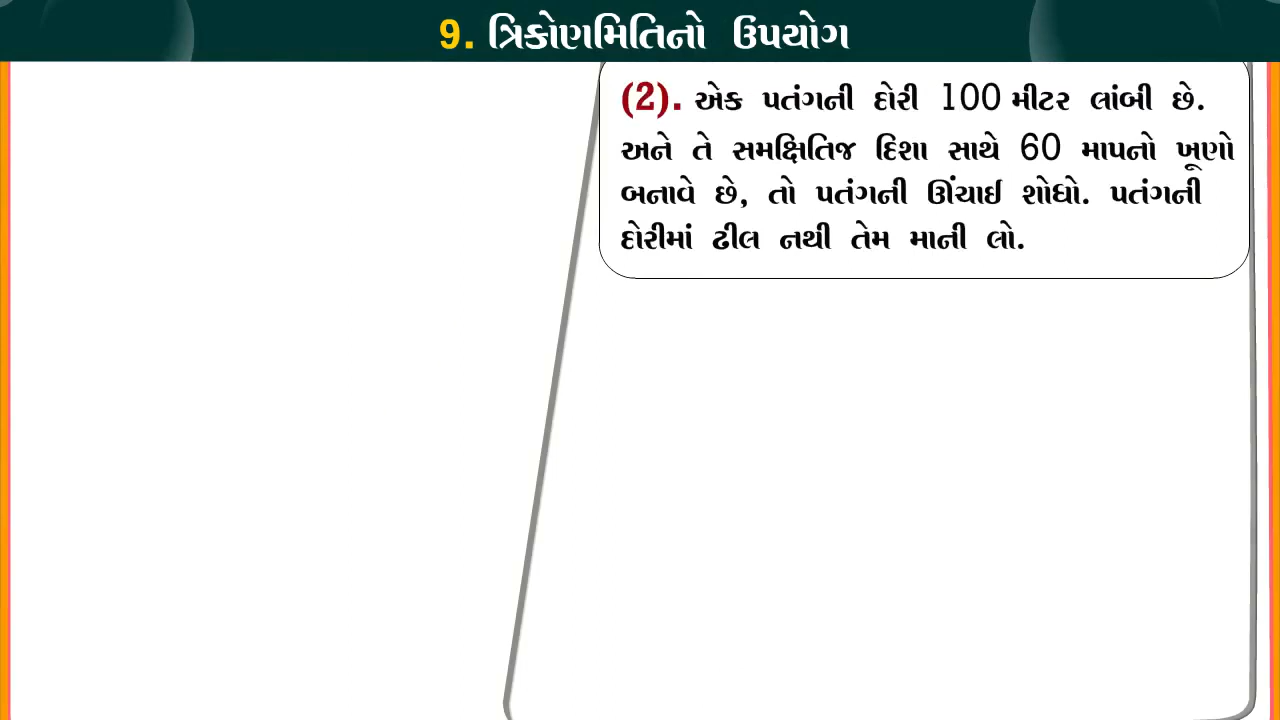 9. ત્રિકોણમિતિનો ઉપયોગ
(2). એક પતંગની દોરી 100 મીટર લાંબી છે.
અને તે સમક્ષિતિજ દિશા સાથે 60 માપનો ખૂણો
બનાવે છે, તો પતંગની ઊંચાઈ શોધો. પતંગની
દોરીમાં ઢીલ નથી તેમ માની લો.